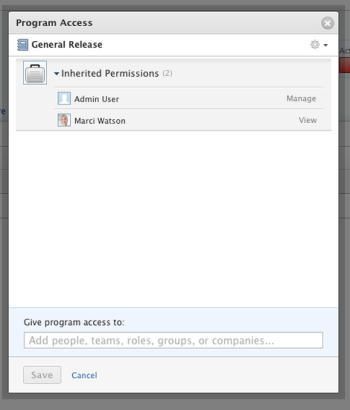 Program Access
General Release
Inherited Permissions (2)
Admin User Manage
Marci Watson View
Give program access to:
Add people, teams, roles, groups, or companies...
Save Cancel